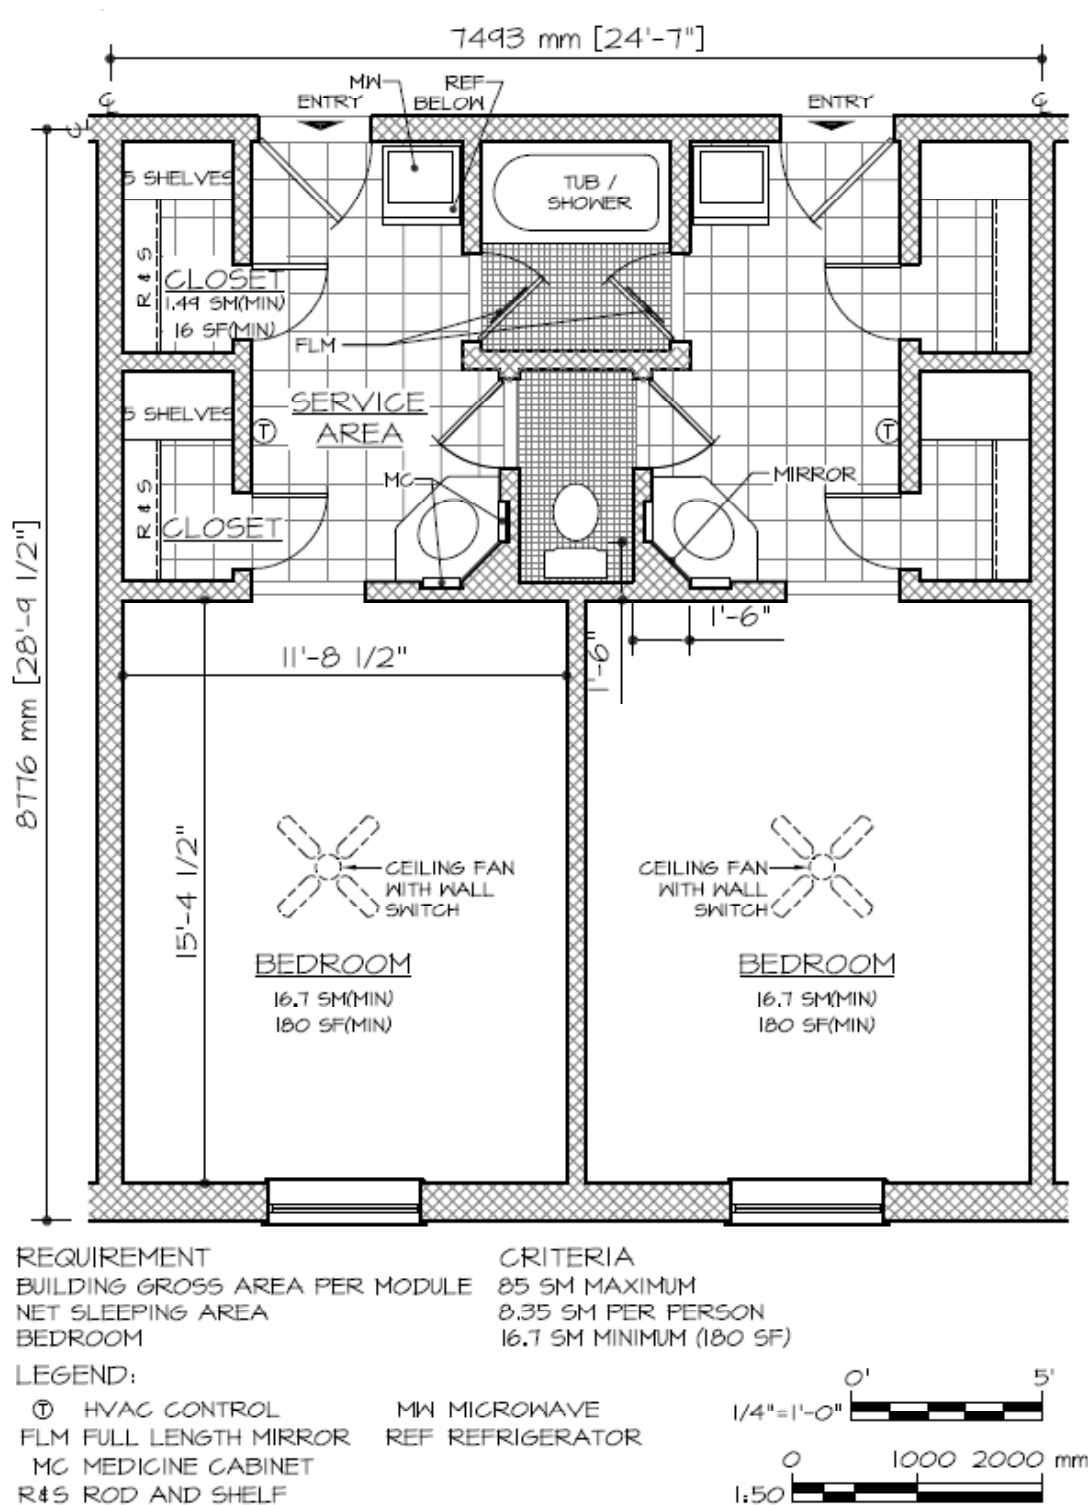 7493 mm [24'-7"]
MW
REF
BELOW
ENTRY
ENTRY
5 SHELVES
TUB /
SHOWER
R & S
CLOSET
1.49 SM(MIN)
16 SF(MIN)
FLM
SERVICE
AREA
5 SHELVES
T
T
MC
MIRROR
R & S
CLOSET
8776 mm [28'-9 1/2"]
1'-6"
1'-6"
11'-8 1/2"
15'-4 1/2"
CEILING FAN
WITH WALL
SWITCH
CEILING FAN
WITH WALL
SWITCH
BEDROOM
16.7 SM(MIN)
180 SF(MIN)
BEDROOM
16.7 SM(MIN)
180 SF(MIN)
REQUIREMENT CRITERIA
BUILDING GROSS AREA PER MODULE 85 SM MAXIMUM
NET SLEEPING AREA 8.35 SM PER PERSON
BEDROOM 16.7 SM MINIMUM (180 SF)
LEGEND:
T HVAC CONTROL MW MICROWAVE
FLM FULL LENGTH MIRROR REF REFRIGERATOR
MC MEDICINE CABINET
R&S ROD AND SHELF
0' 5'
1/4"=1'-0"
0 1000 2000 mm
1:50